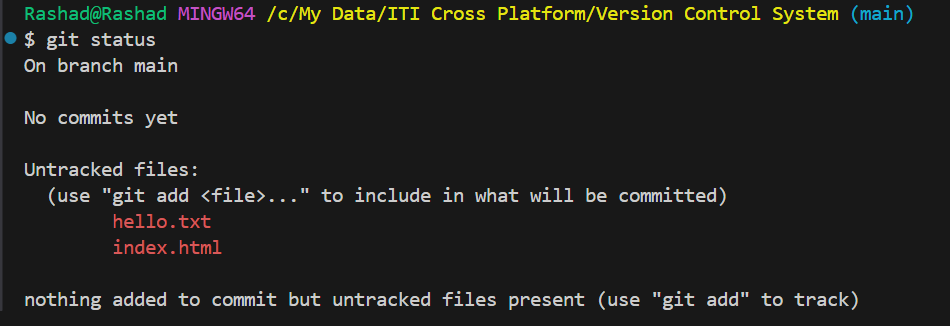 Rashad@Rashad MINGW64 /c/My Data/ITI Cross Platform/Version Control System (main)
$ git status
On branch main
No commits yet
Untracked files:
(use "git add <file>..." to include in what will be committed)
hello.txt
index.html
nothing added to commit but untracked files present (use "git add" to track)